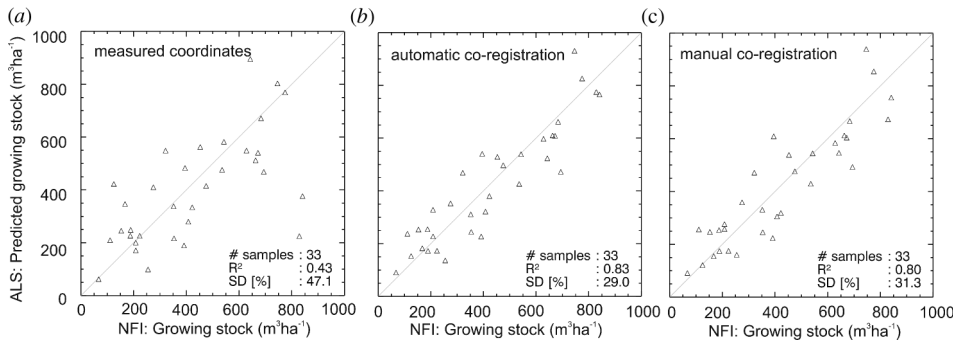 (a)
(b)
(c)
ALS: Predicted growing stock (m³ha⁻¹)
1000
800
600
400
200
0
measured coordinates
# samples : 33
R² : 0.43
SD [%] : 47.1
0 200 400 600 800 1000
NFI: Growing stock (m³ha⁻¹)
automatic co-registration
# samples : 33
R² : 0.83
SD [%] : 29.0
0 200 400 600 800 1000
NFI: Growing stock (m³ha⁻¹)
manual co-registration
# samples : 33
R² : 0.80
SD [%] : 31.3
0 200 400 600 800 1000
NFI: Growing stock (m³ha⁻¹)